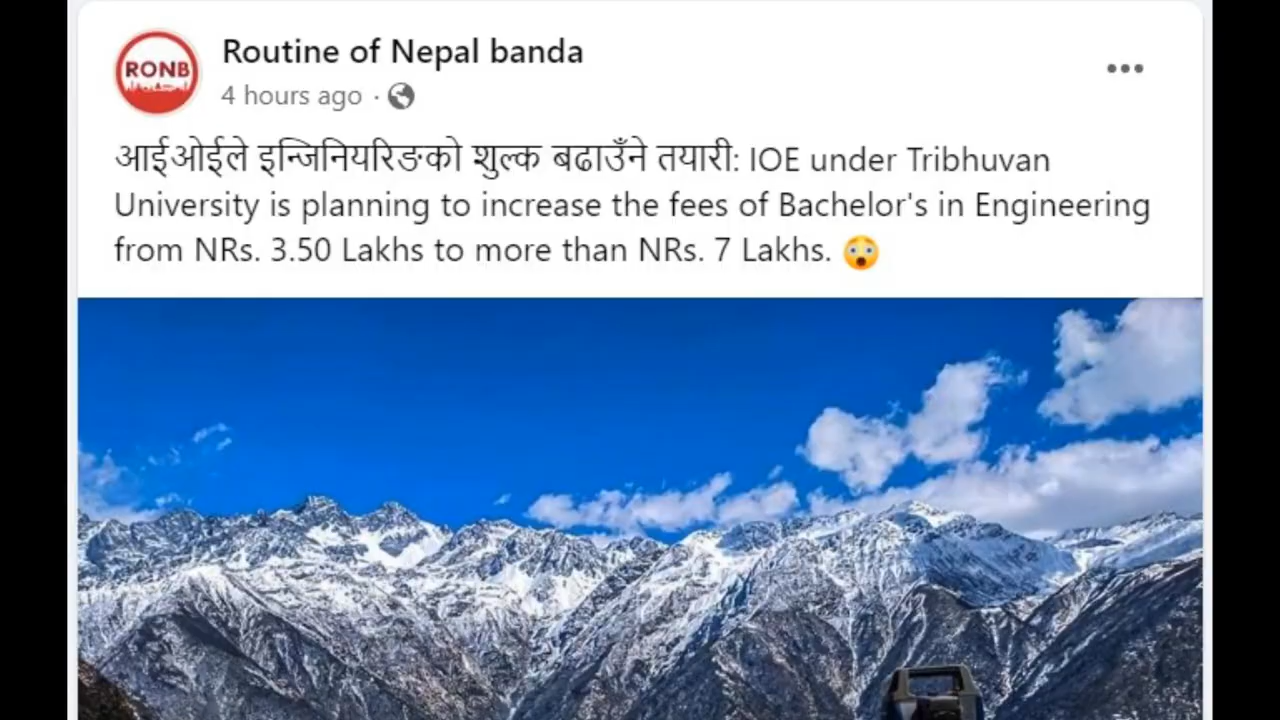 RONB
Routine of Nepal banda
4 hours ago ·
आईओईले इन्जिनियरिङको शुल्क बढाउँने तयारी: IOE under Tribhuvan
University is planning to increase the fees of Bachelor's in Engineering
from NRs. 3.50 Lakhs to more than NRs. 7 Lakhs. 😲